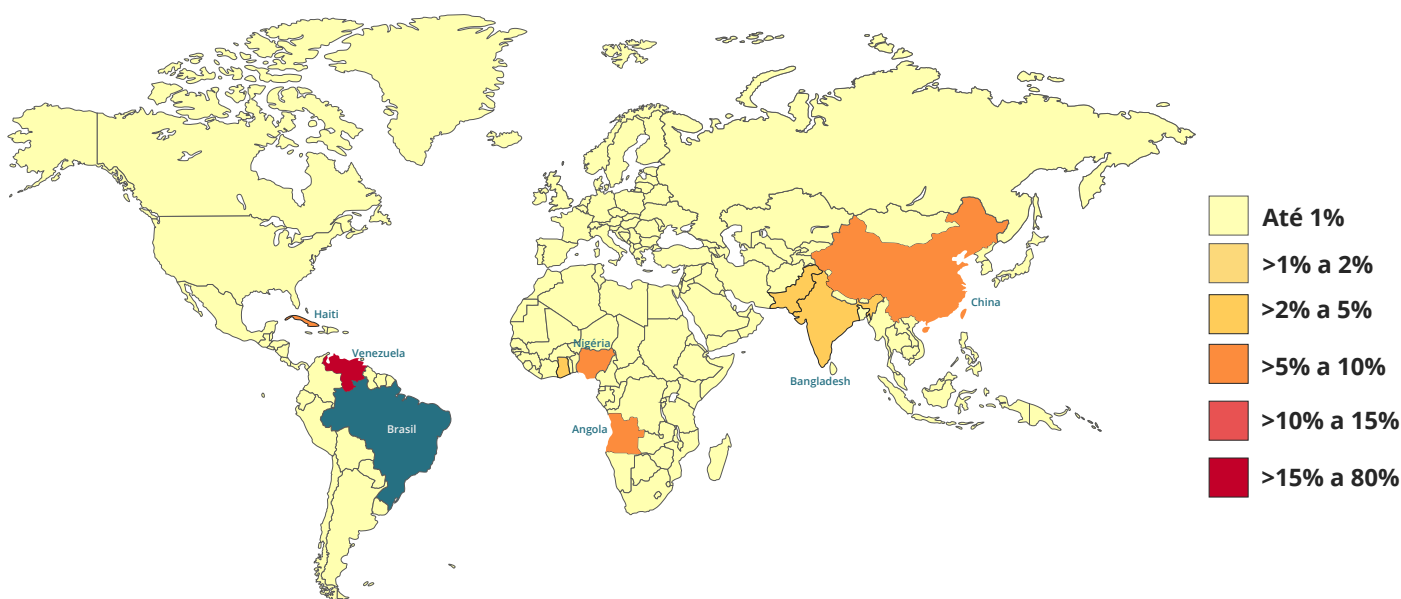 Haiti
Venezuela
Brasil
Nigéria
Angola
China
Bangladesh
Até 1%
>1% a 2%
>2% a 5%
>5% a 10%
>10% a 15%
>15% a 80%